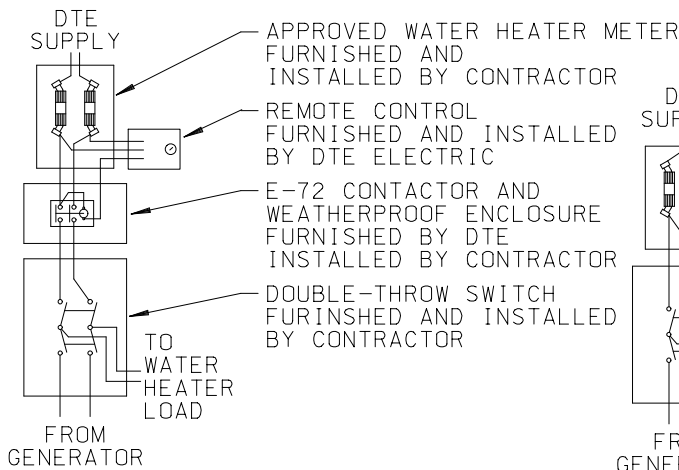 DTE
SUPPLY
APPROVED WATER HEATER METER
FURNISHED AND
INSTALLED BY CONTRACTOR
REMOTE CONTROL
FURNISHED AND INSTALLED
BY DTE ELECTRIC
E-72 CONTACTOR AND
WEATHERPROOF ENCLOSURE
FURNISHED BY DTE
INSTALLED BY CONTRACTOR
DOUBLE-THROW SWITCH
FURINSHED AND INSTALLED
BY CONTRACTOR
TO
WATER
HEATER
LOAD
FROM
GENERATOR